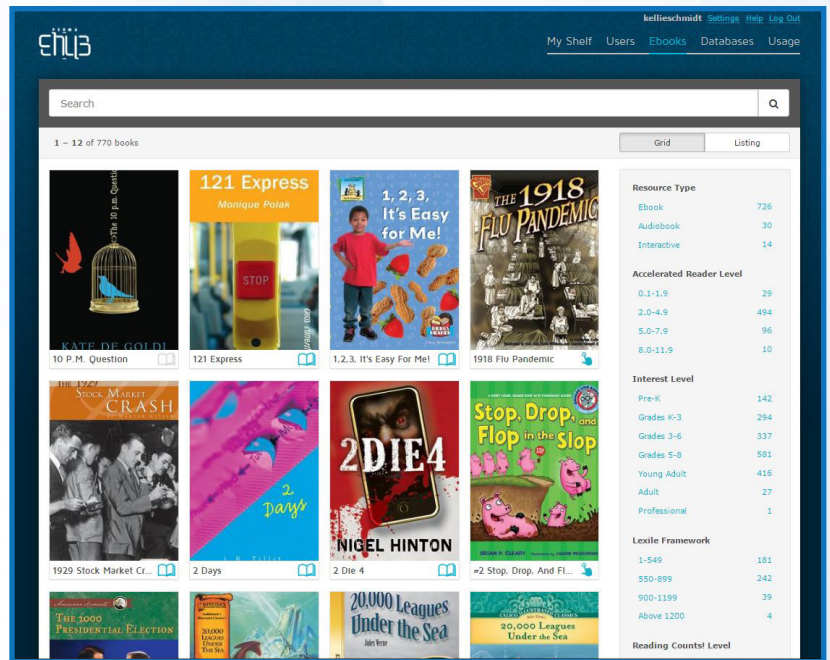 kellieschmidt Settings Help Log Out
My Shelf Users Ebooks Databases Usage
Search
1 – 12 of 770 books
Grid Listing
The 10 p.m. Question
KATE DE GOLDI
10 P.M. Question
121 Express
Monique Polak
STOP
121 Express
1, 2, 3,
It's Easy
for Me!
1,2,3, It's Easy For Me!
THE 1918
FLU PANDEMIC
1918 Flu Pandemic
THE 1929
STOCK MARKET
CRASH
1929 Stock Market Cr...
2
Days
2 Days
2DIE4
NIGEL HINTON
2 Die 4
Stop, Drop, and
Flop in the Slop
BRIAN P. CLEARY
#2 Stop, Drop, And Fl...
THE 2000
PRESIDENTIAL ELECTION
20,000
LEAGUES
UNDER
THE SEA
20,000 Leagues
Under the Sea
Jules Verne
20,000 Leagues
Under the Sea
Resource Type
Ebook 726
Audiobook 30
Interactive 14
Accelerated Reader Level
0.1-1.9 29
2.0-4.9 494
5.0-7.9 96
8.0-11.9 10
Interest Level
Pre-K 142
Grades K-3 294
Grades 3-6 337
Grades 5-8 581
Young Adult 416
Adult 27
Professional 1
Lexile Framework
1-549 181
550-899 242
900-1199 39
Above 1200 4
Reading Counts! Level